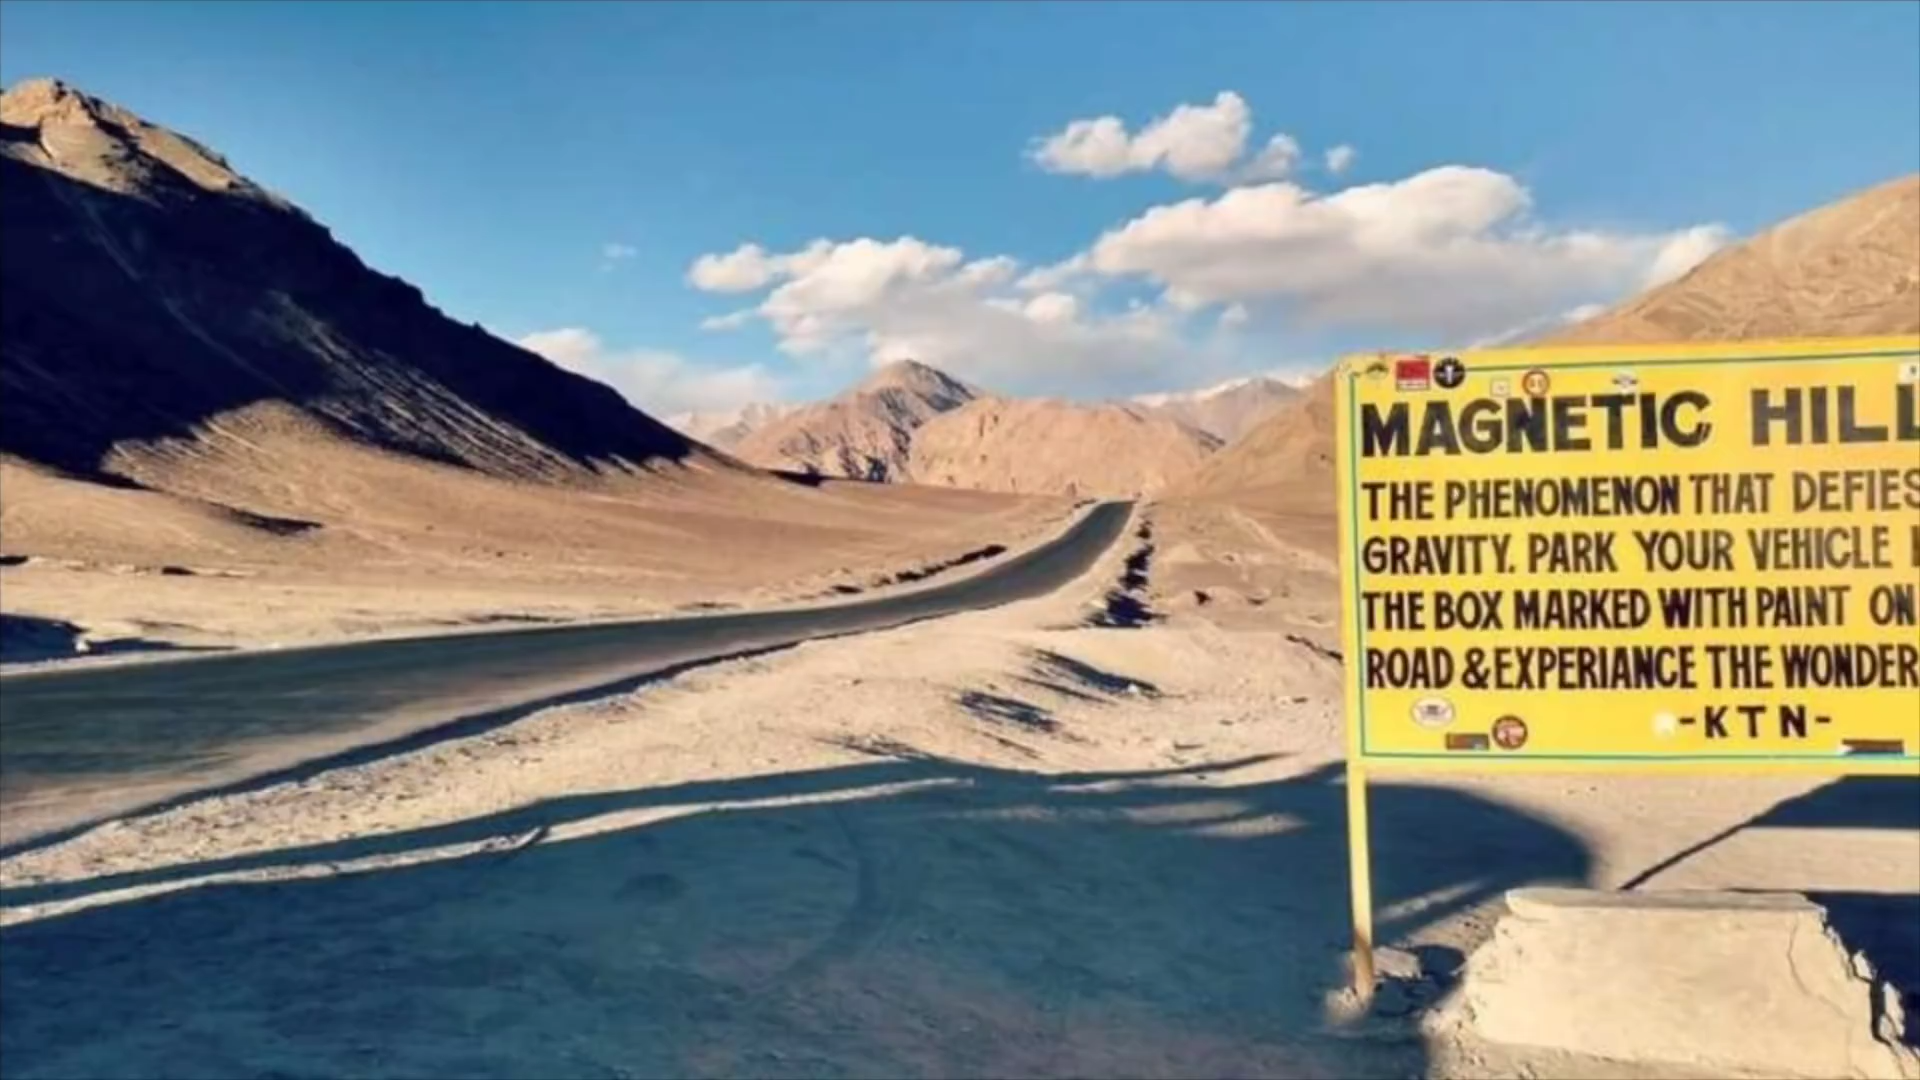 MAGNETIC HILL
THE PHENOMENON THAT DEFIES
GRAVITY. PARK YOUR VEHICLE
THE BOX MARKED WITH PAINT ON
ROAD & EXPERIANCE THE WONDER
-KTN-